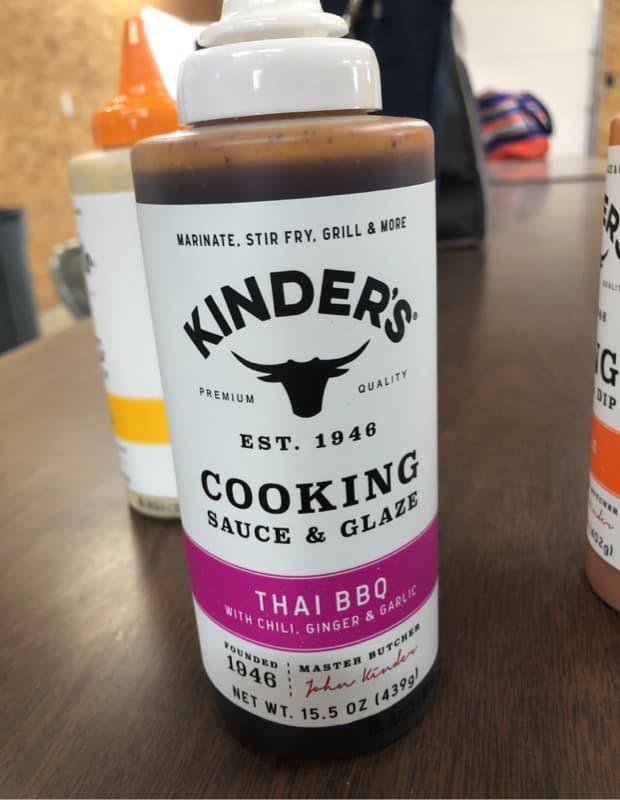 MARINATE, STIR FRY, GRILL & MORE
KINDER'S®
PREMIUM QUALITY
EST. 1946
COOKING
SAUCE & GLAZE
THAI BBQ
WITH CHILI, GINGER & GARLIC
FOUNDED
1946
MASTER BUTCHER
John Kinder
NET WT. 15.5 OZ (439g)
DIP